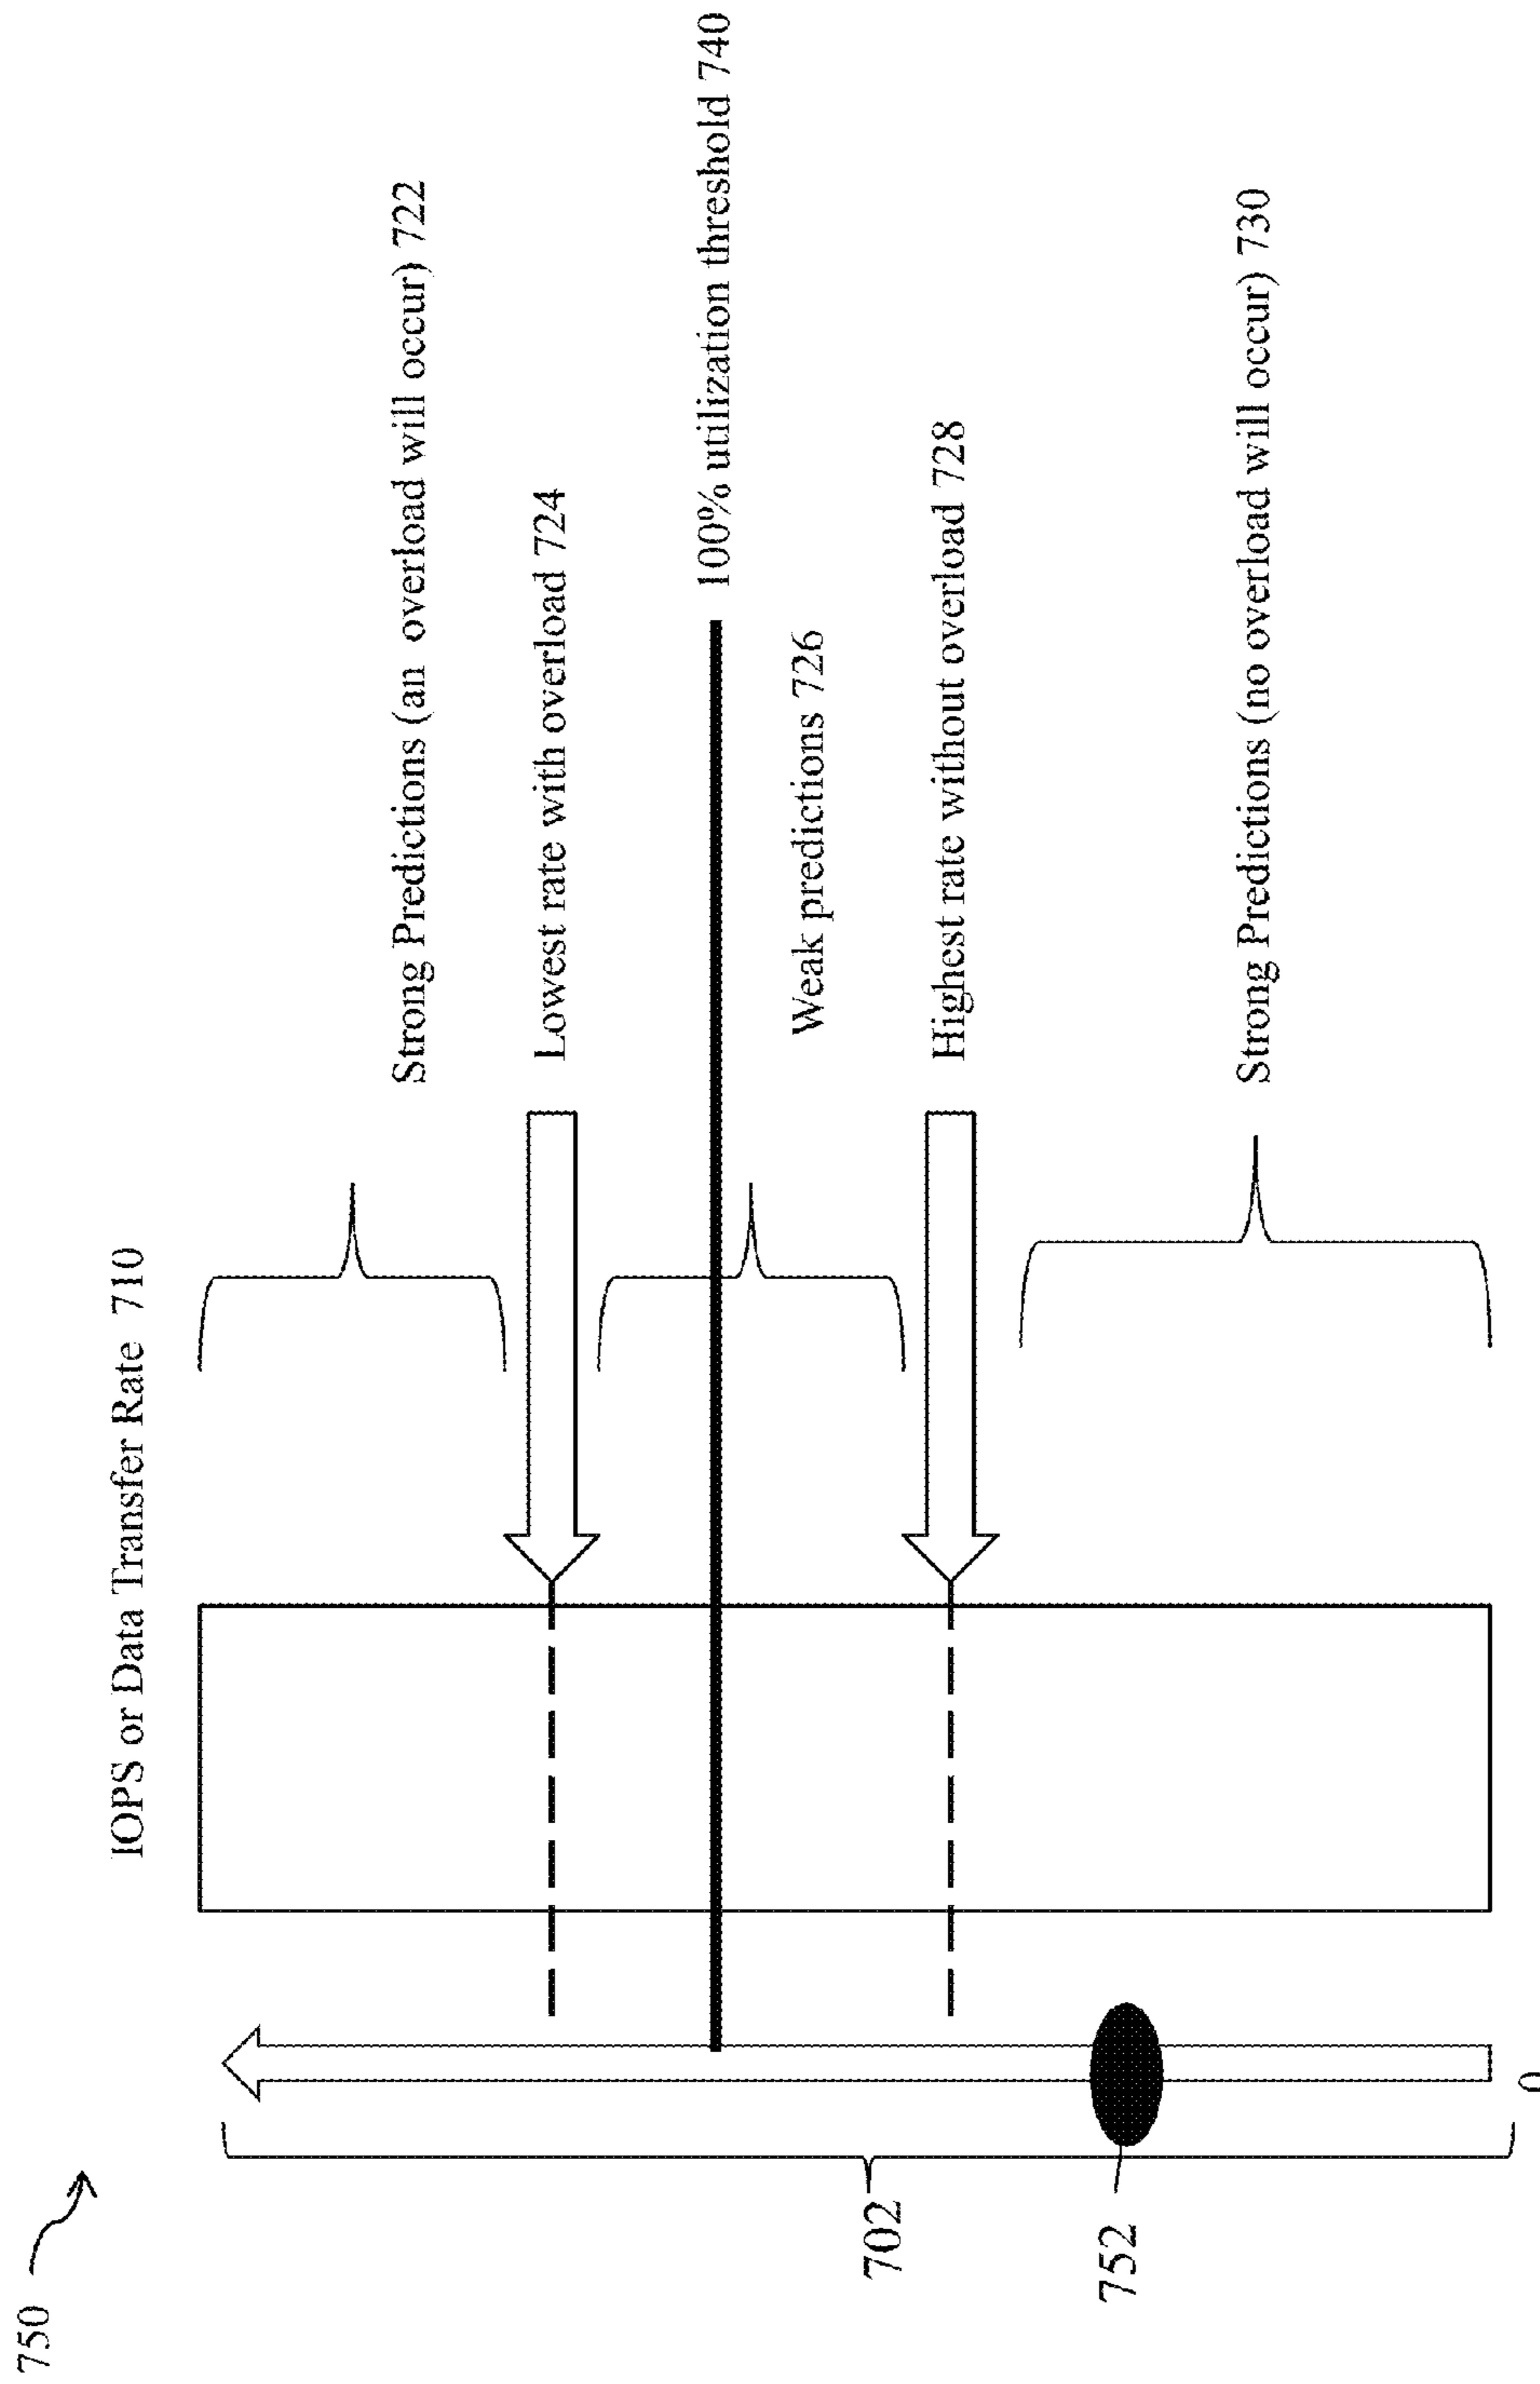 750
IOPS or Data Transfer Rate 710
Strong Predictions (an overload will occur) 722
Lowest rate with overload 724
100% utilization threshold 740
Weak predictions 726
702
Highest rate without overload 728
752
Strong Predictions (no overload will occur) 730
0